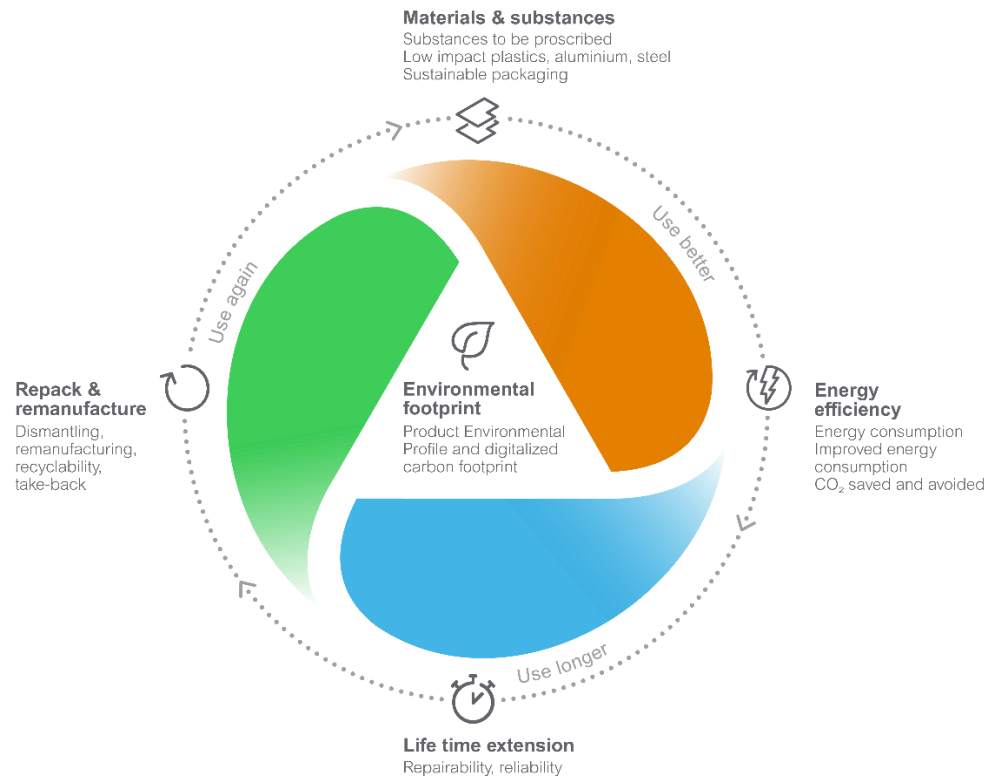 Materials & substances
Substances to be proscribed
Low impact plastics, aluminium, steel
Sustainable packaging
Use again
Use better
Repack &
remanufacture
Dismantling,
remanufacturing,
recyclability,
take-back
Environmental
footprint
Product Environmental
Profile and digitalized
carbon footprint
Energy
efficiency
Energy consumption
Improved energy
consumption
CO₂ saved and avoided
Use longer
Life time extension
Repairability, reliability